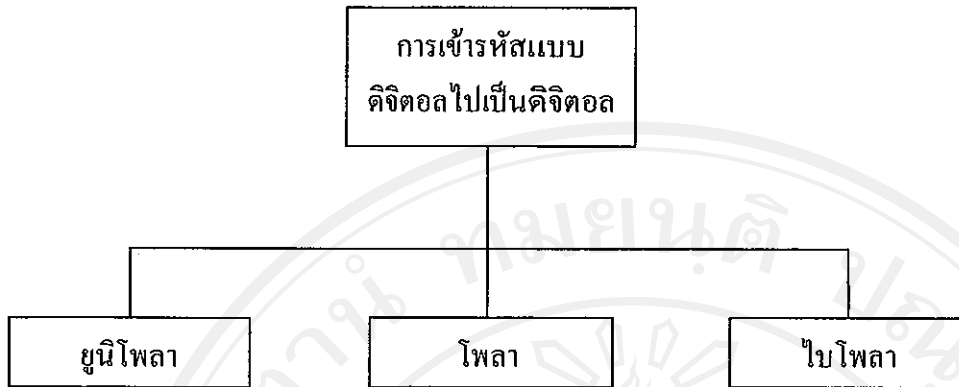 การเข้ารหัสแบบ
ดิจิตอลไปเป็นดิจิตอล
ยูนิโพลา
โพลา
ไบโพลา